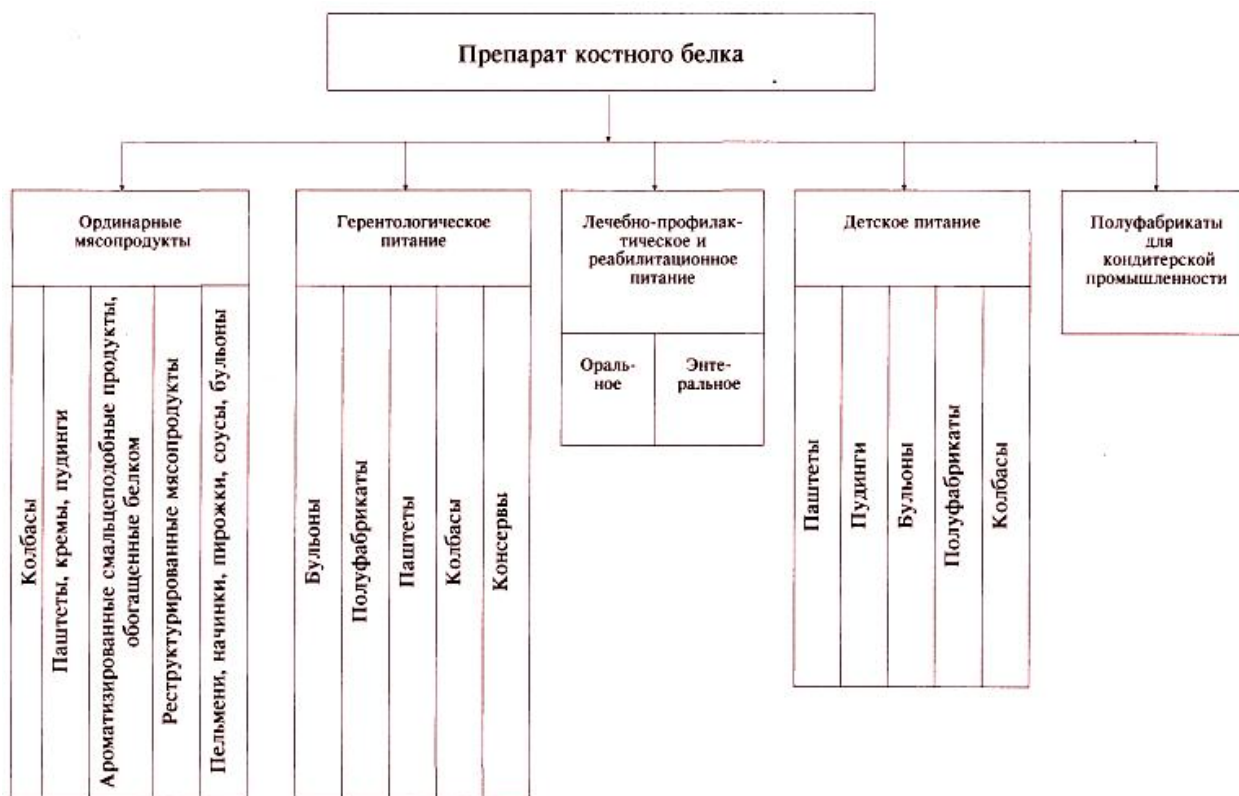 Препарат костного белка
Ординарные
мясопродукты
Колбасы
Паштеты, кремы, пудинги
Ароматизированные смальцеподобные продукты,
обогащенные белком
Реструктурированные мясопродукты
Пельмени, начинки, пирожки, соусы, бульоны
Герентологическое
питание
Бульоны
Полуфабрикаты
Паштеты
Колбасы
Консервы
Лечебно-профилак-
тическое и
реабилитационное
питание
Ораль-
ное
Энте-
ральное
Детское питание
Паштеты
Пудинги
Бульоны
Полуфабрикаты
Колбасы
Полуфабрикаты
для
кондитерской
промышленности